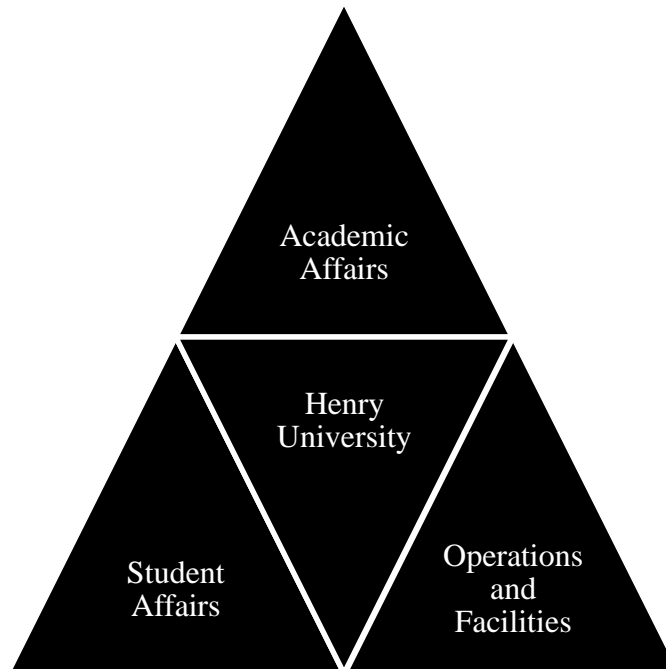 Academic
Affairs
Henry
University
Student
Affairs
Operations
and
Facilities